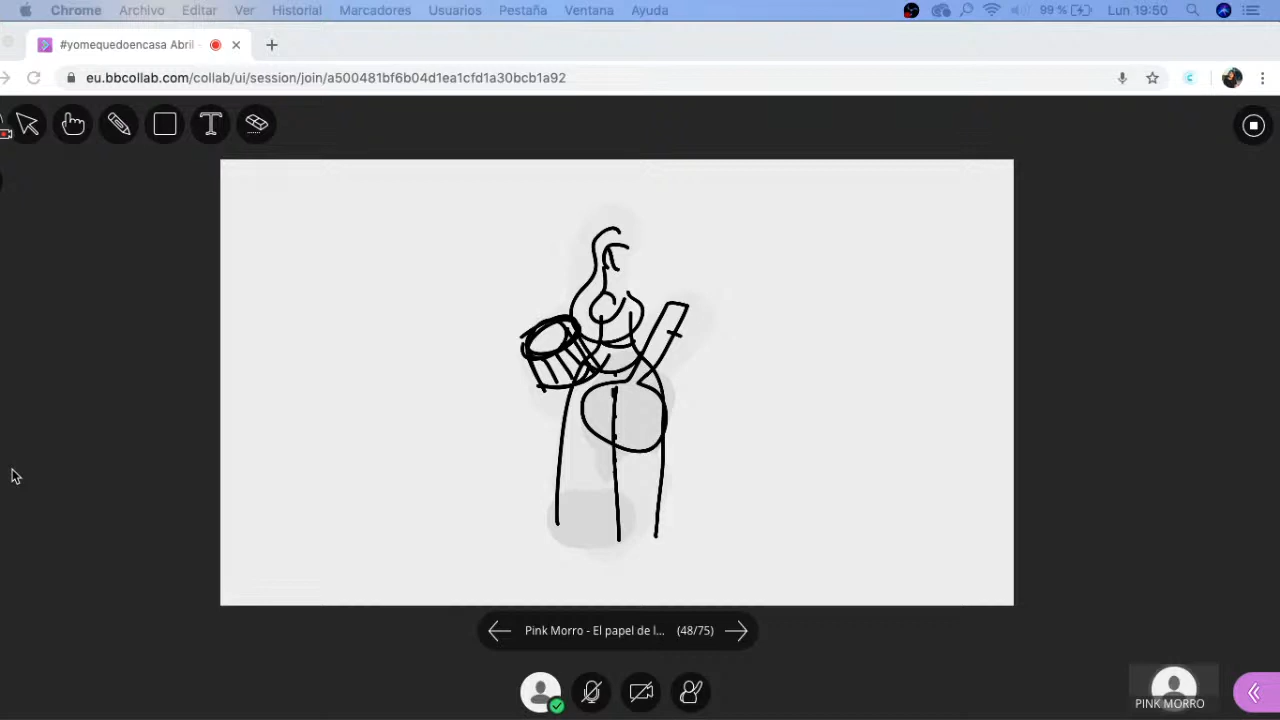 Chrome Archivo Editar Ver Historial Marcadores Usuarios Pestaña Ventana Ayuda 99 % Lun 19:50
#yomequedoencasa Abril
eu.bbcollab.com/collab/ui/session/join/a500481bf6b04d1ea1cfd1a30bcb1a92
T
Pink Morro - El papel de l... (48/75)
PINK MORRO